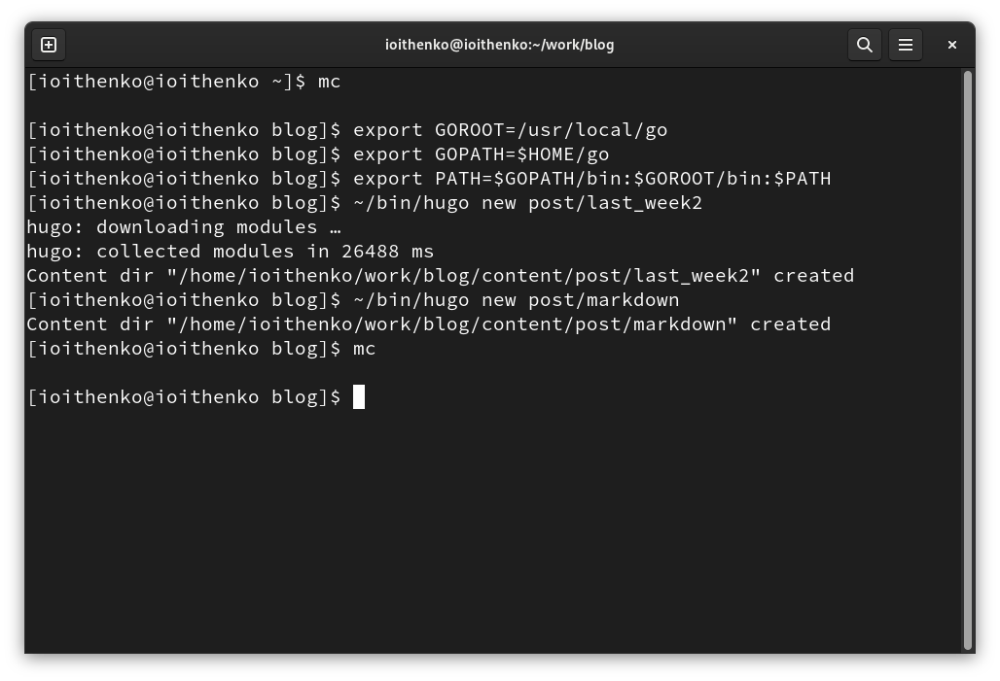 ioithenko@ioithenko:~/work/blog
[ioithenko@ioithenko ~]$ mc
[ioithenko@ioithenko blog]$ export GOROOT=/usr/local/go
[ioithenko@ioithenko blog]$ export GOPATH=$HOME/go
[ioithenko@ioithenko blog]$ export PATH=$GOPATH/bin:$GOROOT/bin:$PATH
[ioithenko@ioithenko blog]$ ~/bin/hugo new post/last_week2
hugo: downloading modules …
hugo: collected modules in 26488 ms
Content dir "/home/ioithenko/work/blog/content/post/last_week2" created
[ioithenko@ioithenko blog]$ ~/bin/hugo new post/markdown
Content dir "/home/ioithenko/work/blog/content/post/markdown" created
[ioithenko@ioithenko blog]$ mc
[ioithenko@ioithenko blog]$